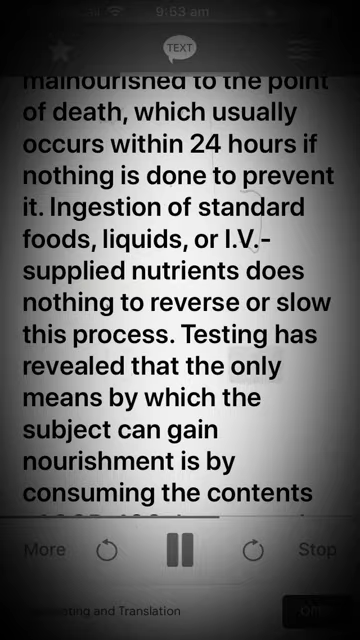 9:53 am
TEXT
malnourished to the point
of death, which usually
occurs within 24 hours if
nothing is done to prevent
it. Ingestion of standard
foods, liquids, or I.V.-
supplied nutrients does
nothing to reverse or slow
this process. Testing has
revealed that the only
means by which the
subject can gain
nourishment is by
consuming the contents
More Stop
and Translation